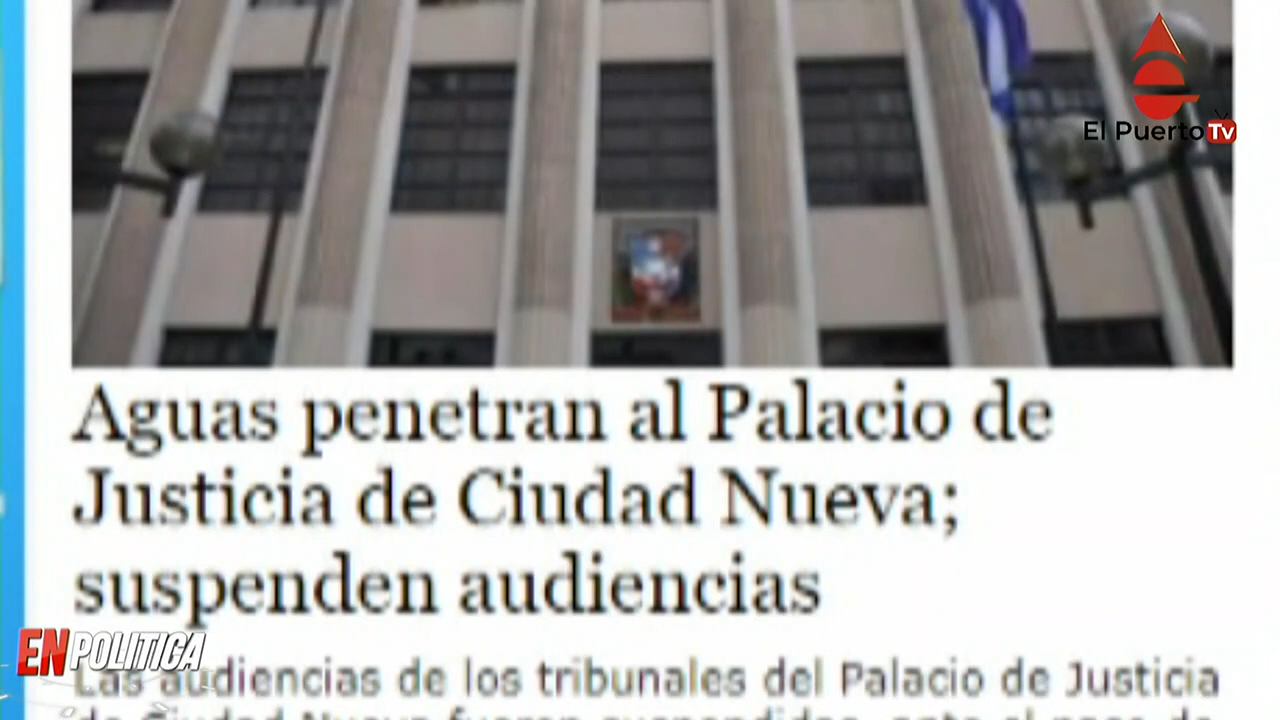 El Puerto Tv
Aguas penetran al Palacio de
Justicia de Ciudad Nueva;
suspenden audiencias
EN POLITICA
Las audiencias de los tribunales del Palacio de Justicia